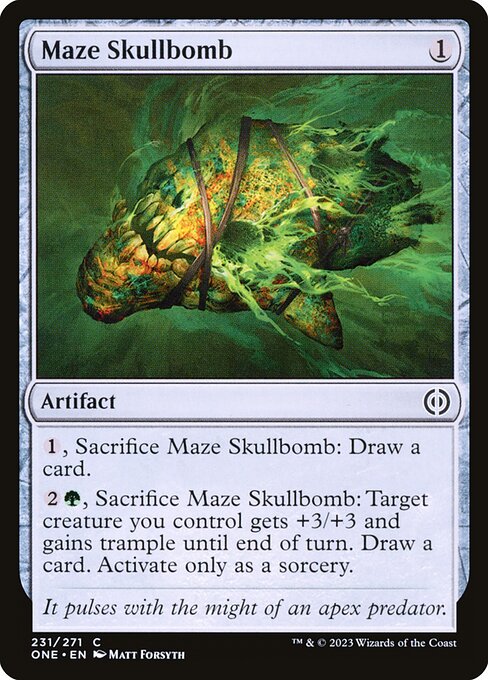 Maze Skullbomb 1
Artifact
1, Sacrifice Maze Skullbomb: Draw a
card.
2, Sacrifice Maze Skullbomb: Target
creature you control gets +3/+3 and
gains trample until end of turn. Draw a
card. Activate only as a sorcery.
It pulses with the might of an apex predator.
231/271 C
ONE • EN Matt Forsyth
™ & © 2023 Wizards of the Coast